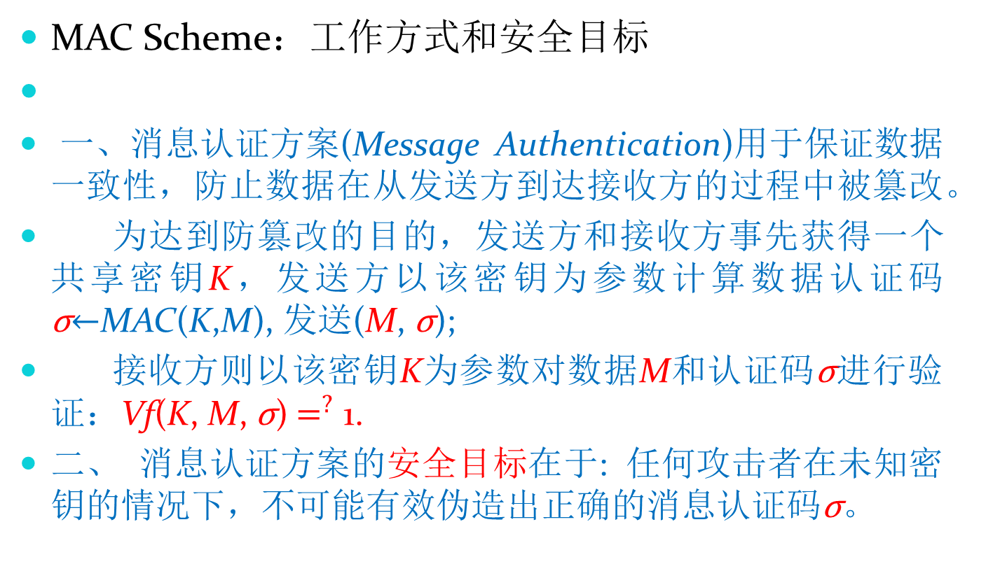 MAC Scheme：工作方式和安全目标
一、消息认证方案(Message Authentication)用于保证数据
一致性，防止数据在从发送方到达接收方的过程中被篡改。
为达到防篡改的目的，发送方和接收方事先获得一个
共享密钥K，发送方以该密钥为参数计算数据认证码
σ←MAC(K,M), 发送(M, σ);
接收方则以该密钥K为参数对数据M和认证码σ进行验
证：Vf(K, M, σ) =? 1.
二、 消息认证方案的安全目标在于: 任何攻击者在未知密
钥的情况下，不可能有效伪造出正确的消息认证码σ。